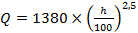 Q = 1380 × (h/100)^2,5